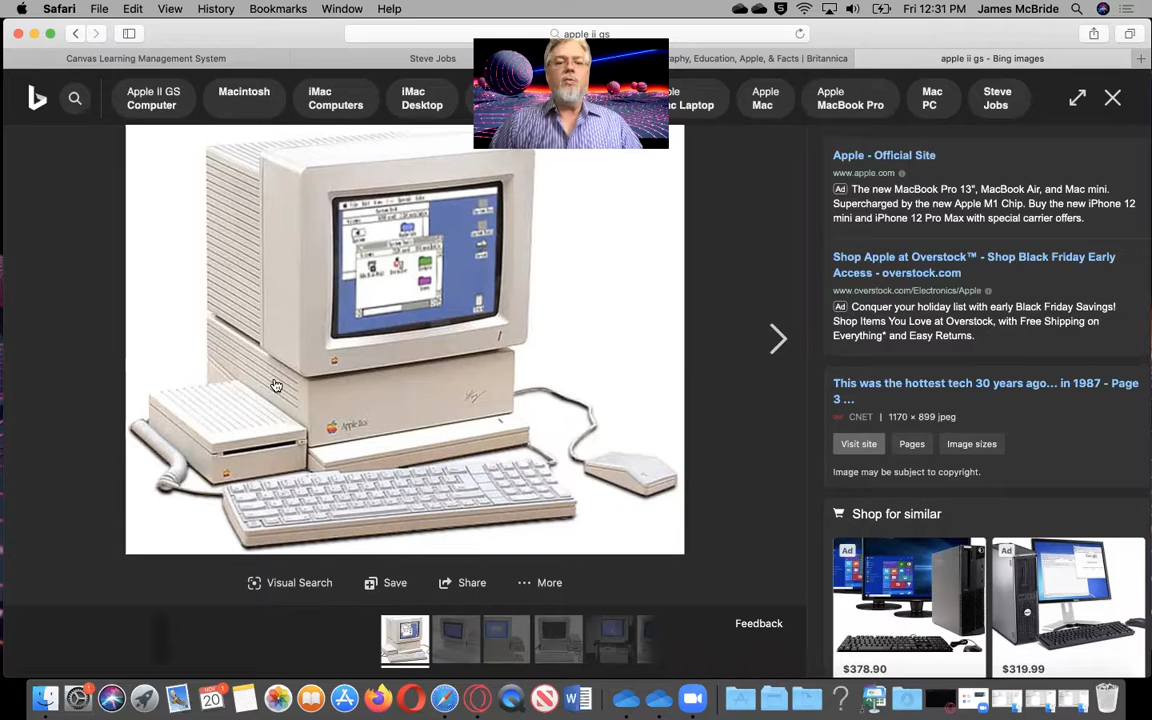 Safari File Edit View History Bookmarks Window Help Fri 12:31 PM James McBride
apple ii gs
Canvas Learning Management System Steve Jobs phy, Education, Apple, & Facts | Britannica apple ii gs - Bing images
Apple II GS Computer
Macintosh
iMac Computers
iMac Desktop
Laptop
Apple Mac
Apple MacBook Pro
Mac PC
Steve Jobs
Apple - Official Site
www.apple.com
Ad The new MacBook Pro 13", MacBook Air, and Mac mini.
Supercharged by the new Apple M1 Chip. Buy the new iPhone
12 mini and iPhone 12 Pro Max with special carrier offers.
Shop Apple at Overstock™ - Shop Black Friday Early
Access - overstock.com
www.overstock.com/Electronics/Apple
Ad Conquer your holiday list with early Black Friday Savings!
Shop Items You Love at Overstock, with Free Shipping on
Everything* and Easy Returns.
This was the hottest tech 30 years ago... in 1987 - Page
3 ...
CNET | 1170 × 899 jpeg
Visit site Pages Image sizes
Image may be subject to copyright.
Shop for similar
Ad Ad
$378.90 $319.99
Visual Search Save Share More
Feedback
NOV
20